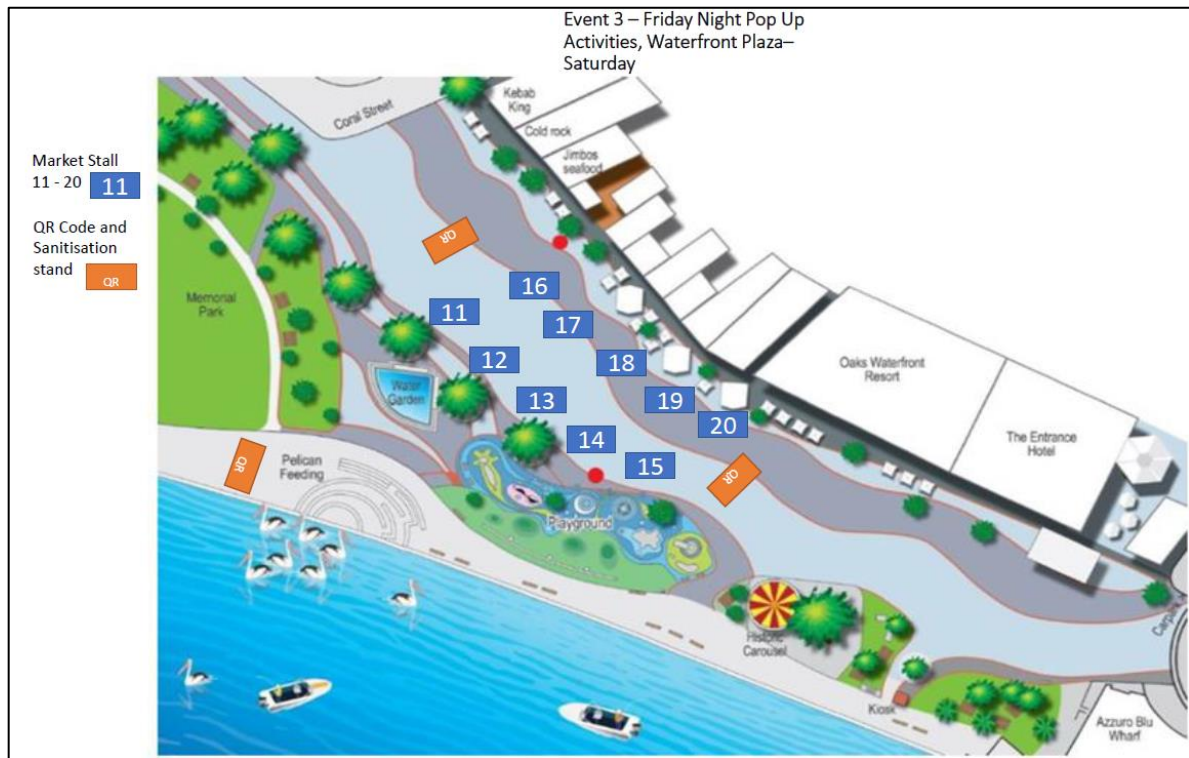 Event 3 – Friday Night Pop Up
Activities, Waterfront Plaza–
Saturday
Market Stall
11 - 20
11
QR Code and
Sanitisation
stand
QR
Coral Street
Kebab
King
Cold rock
Jimbos
seafood
QR
Memorial
Park
11
12
13
14
15
16
17
18
19
20
Water
Garden
Oaks Waterfront
Resort
The Entrance
Hotel
QR
Pelican
Feeding
QR
Playground
Historic
Carousel
Kiosk
Azzuro Blu
Wharf